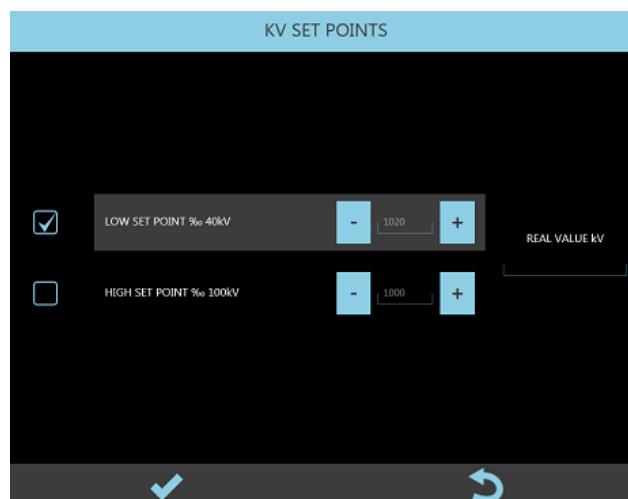 KV SET POINTS
LOW SET POINT ‰ 40kV - 1020 +
REAL VALUE kV
HIGH SET POINT ‰ 100kV - 1000 +